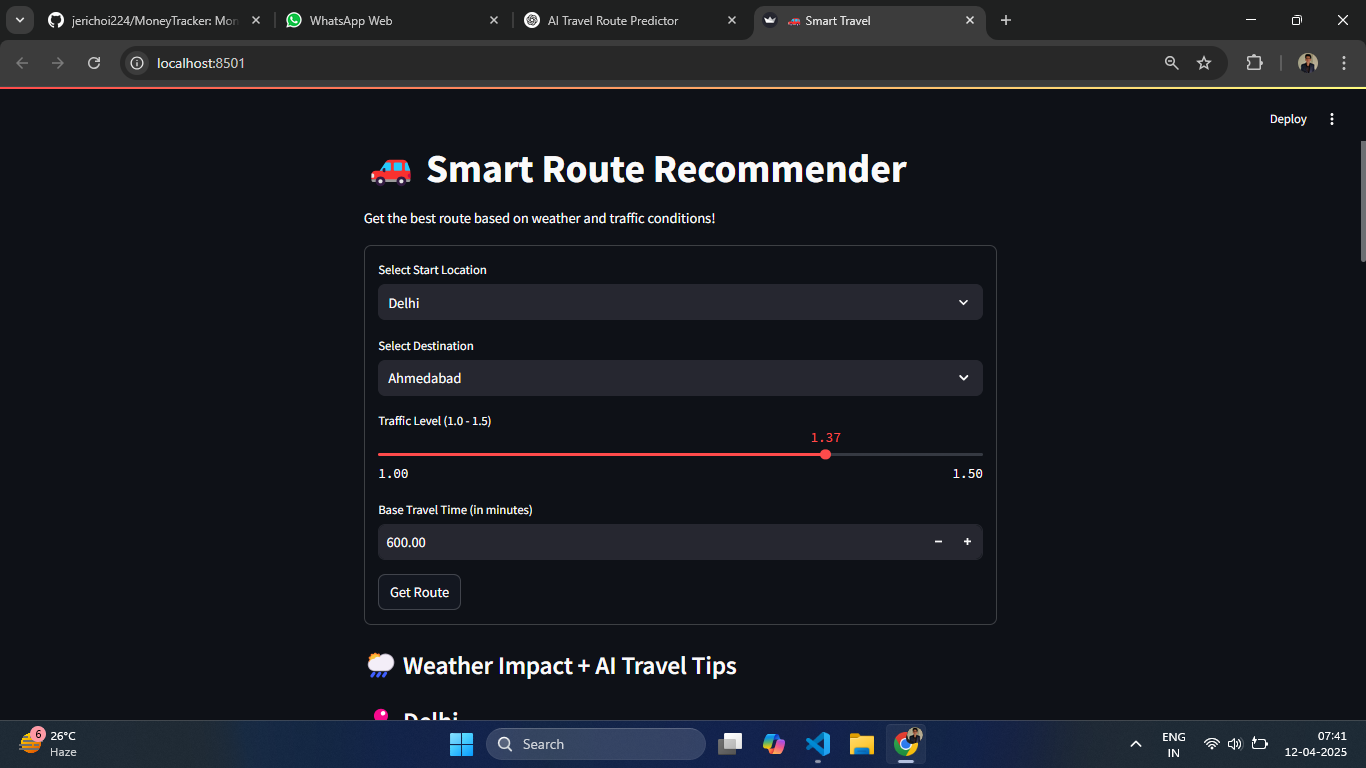 jerichoi224/MoneyTracker: Mon
WhatsApp Web
AI Travel Route Predictor
🚗 Smart Travel
localhost:8501
Deploy
🚗 Smart Route Recommender
Get the best route based on weather and traffic conditions!
Select Start Location
Delhi
Select Destination
Ahmedabad
Traffic Level (1.0 - 1.5)
1.37
1.00 1.50
Base Travel Time (in minutes)
600.00
Get Route
🌦️ Weather Impact + AI Travel Tips
📍 Delhi
6
26°C
Haze
Search
ENG
IN
07:41
12-04-2025